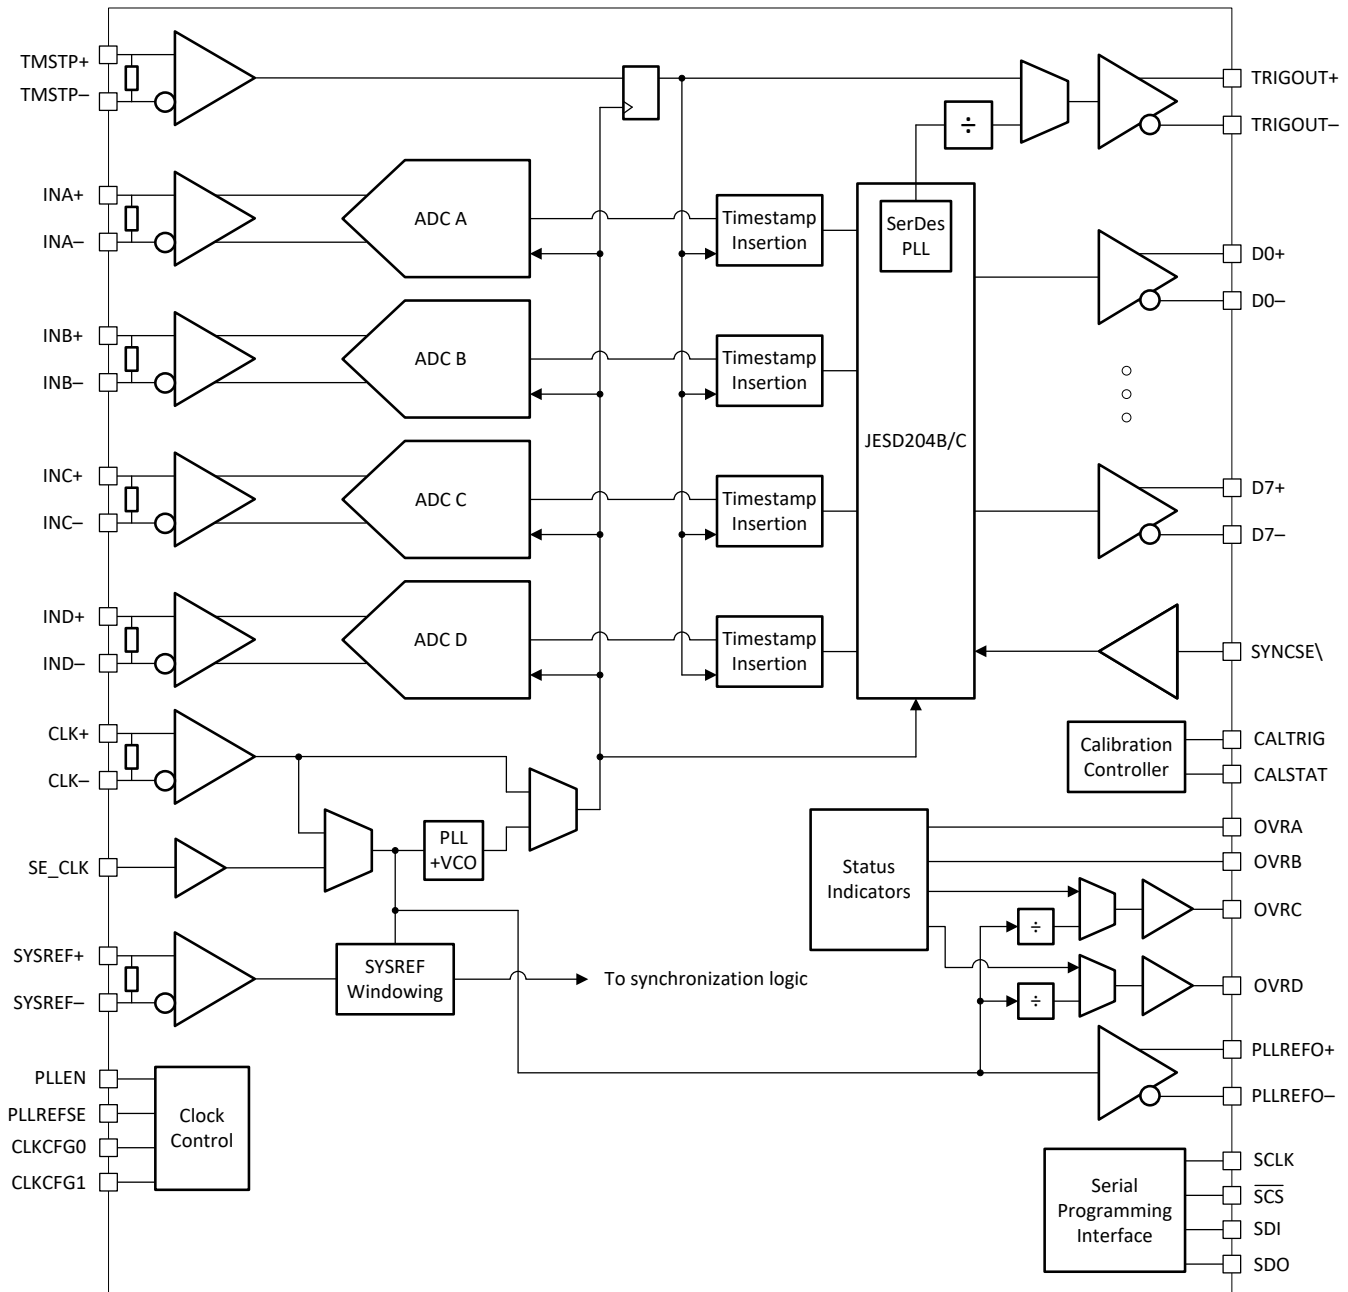 TMSTP+
TMSTP–
÷
TRIGOUT+
TRIGOUT–
INA+
INA–
ADC A
Timestamp
Insertion
SerDes
PLL
D0+
D0–
INB+
INB–
ADC B
Timestamp
Insertion
JESD204B/C
INC+
INC–
ADC C
Timestamp
Insertion
D7+
D7–
IND+
IND–
ADC D
Timestamp
Insertion
SYNCSE\
CLK+
CLK–
Calibration
Controller
CALTRIG
CALSTAT
SE_CLK
PLL
+VCO
Status
Indicators
OVRA
OVRB
÷
OVRC
÷
OVRD
SYSREF+
SYSREF–
SYSREF
Windowing
To synchronization logic
PLLREFO+
PLLREFO–
PLLEN
PLLREFSE
CLKCFG0
CLKCFG1
Clock
Control
Serial
Programming
Interface
SCLK
S̅C̅S̅
SDI
SDO